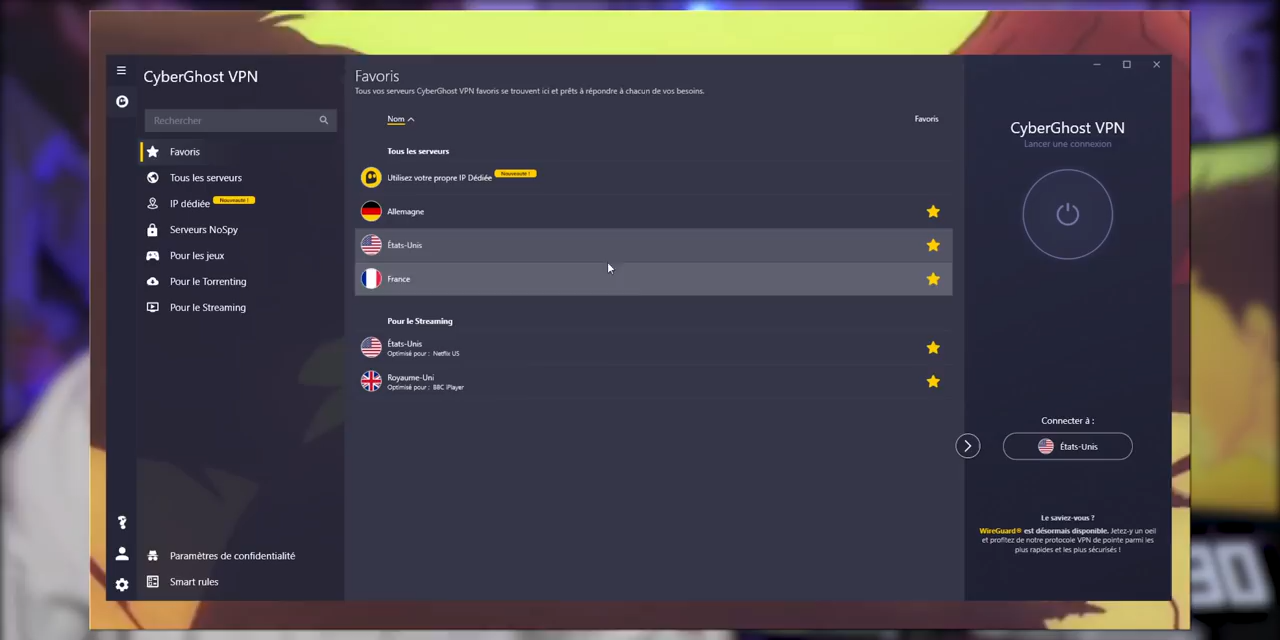 CyberGhost VPN
Rechercher
Favoris
Tous les serveurs
IP dédiée Nouveauté !
Serveurs NoSpy
Pour les jeux
Pour le Torrenting
Pour le Streaming
Paramètres de confidentialité
Smart rules
Favoris
Tous vos serveurs CyberGhost VPN favoris se trouvent ici et prêts à répondre à chacun de vos besoins.
Nom Favoris
Tous les serveurs
Utilisez votre propre IP Dédiée Nouveauté !
Allemagne
États-Unis
France
Pour le Streaming
États-Unis
Optimisé pour : Netflix US
Royaume-Uni
Optimisé pour : BBC iPlayer
CyberGhost VPN
Lancer une connexion
Connecter à :
États-Unis
Le saviez-vous ?
WireGuard® est désormais disponible. Jetez-y un oeil
et profitez de notre protocole VPN de pointe parmi les
plus rapides et les plus sécurisés !
30